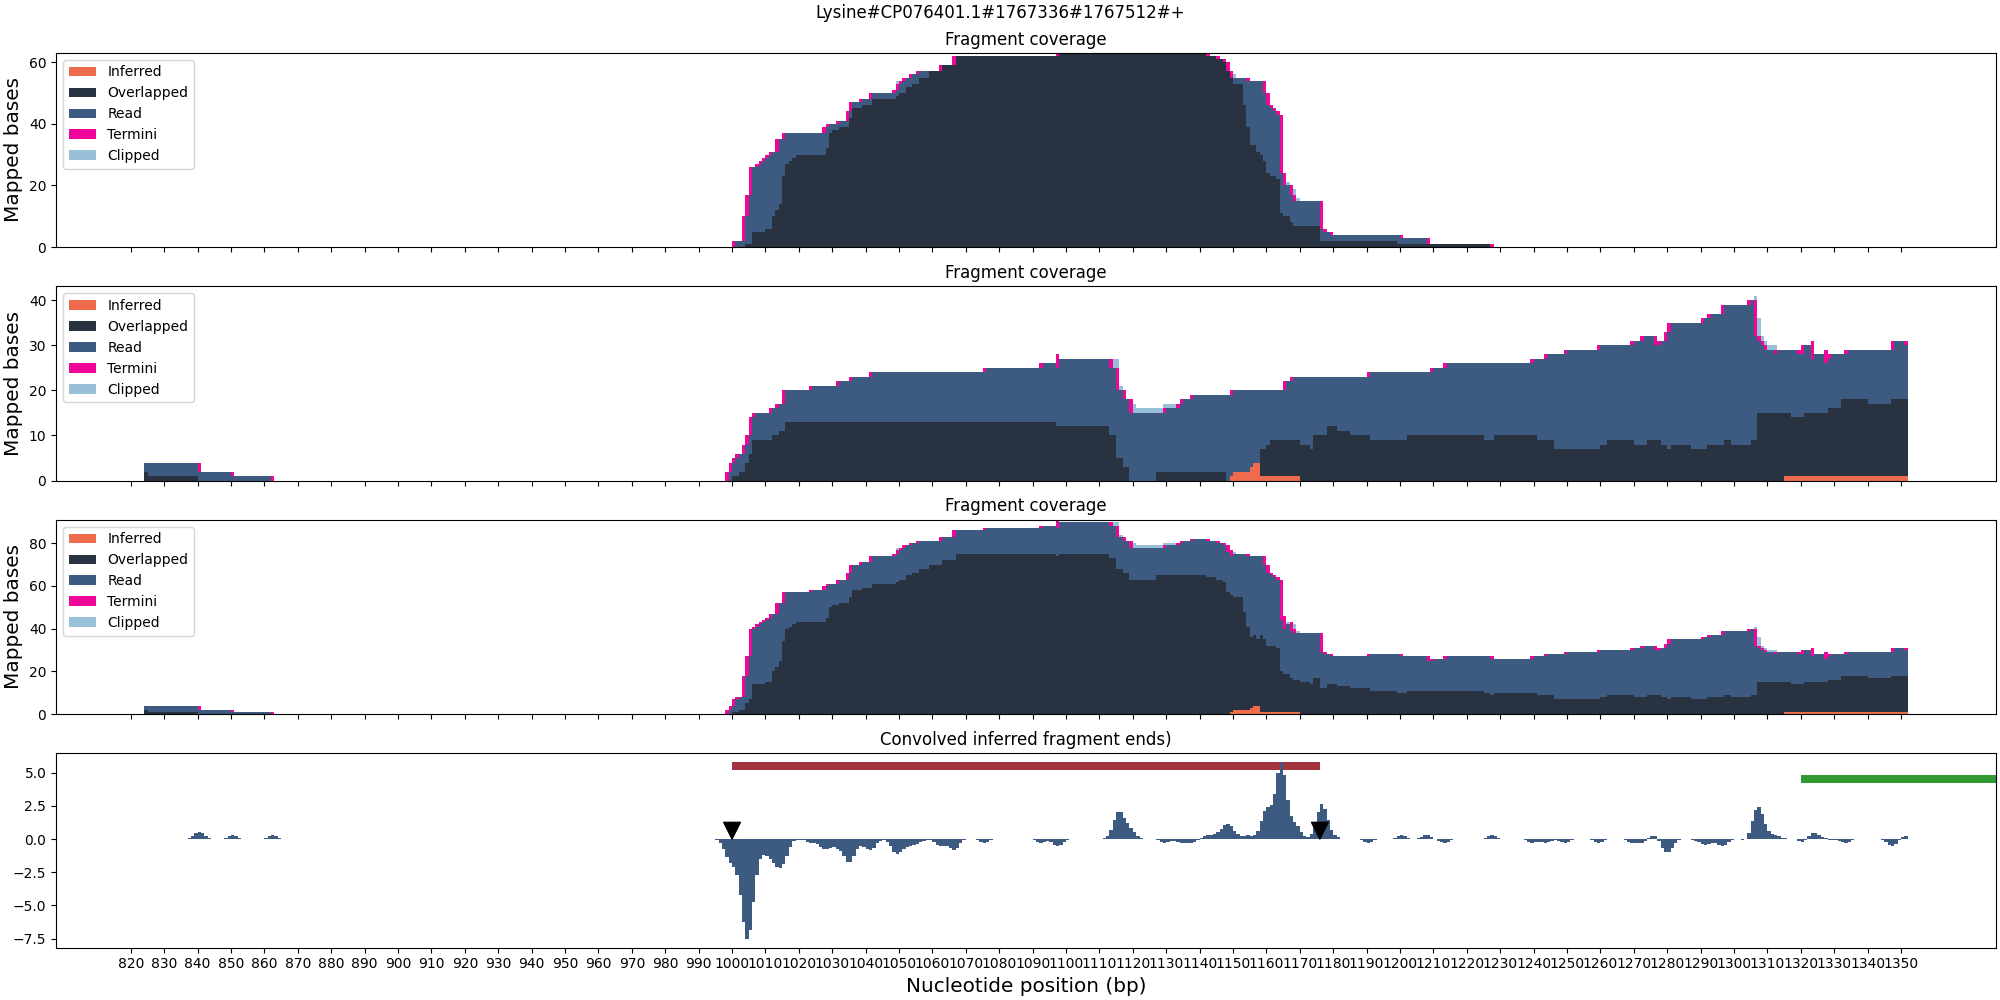 Lysine#CP076401.1#1767336#1767512#+
Fragment coverage
Mapped bases
60
40
20
0
Inferred
Overlapped
Read
Termini
Clipped
Fragment coverage
Mapped bases
40
30
20
10
0
Inferred
Overlapped
Read
Termini
Clipped
Fragment coverage
Mapped bases
80
60
40
20
0
Inferred
Overlapped
Read
Termini
Clipped
Convolved inferred fragment ends)
5.0
2.5
0.0
−2.5
−5.0
−7.5
820 830 840 850 860 870 880 890 900 910 920 930 940 950 960 970 980 990 1000 1010 1020 1030 1040 1050 1060 1070 1080 1090 1100 1110 1120 1130 1140 1150 1160 1170 1180 1190 1200 1210 1220 1230 1240 1250 1260 1270 1280 1290 1300 1310 1320 1330 1340 1350
Nucleotide position (bp)